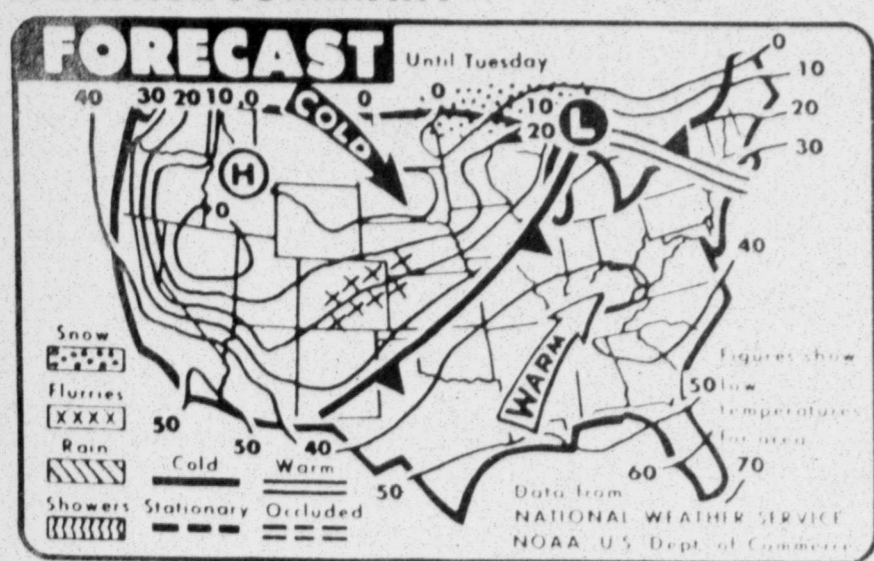 FORECAST
Until Tuesday
40 30 20 10 0 0 0 0
10
20
30
COLD
10
20
L
H
0
40
WARM
Snow
Flurries
XXXX
Rain
Showers
Cold
Warm
Stationary
Occluded
50
50
40
50
60
70
50
Figures show
low
temperatures
for area
Data from
NATIONAL WEATHER SERVICE
NOAA U.S. Dept. of Commerce